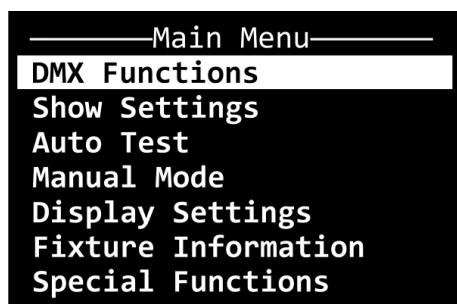 Main Menu
DMX Functions
Show Settings
Auto Test
Manual Mode
Display Settings
Fixture Information
Special Functions